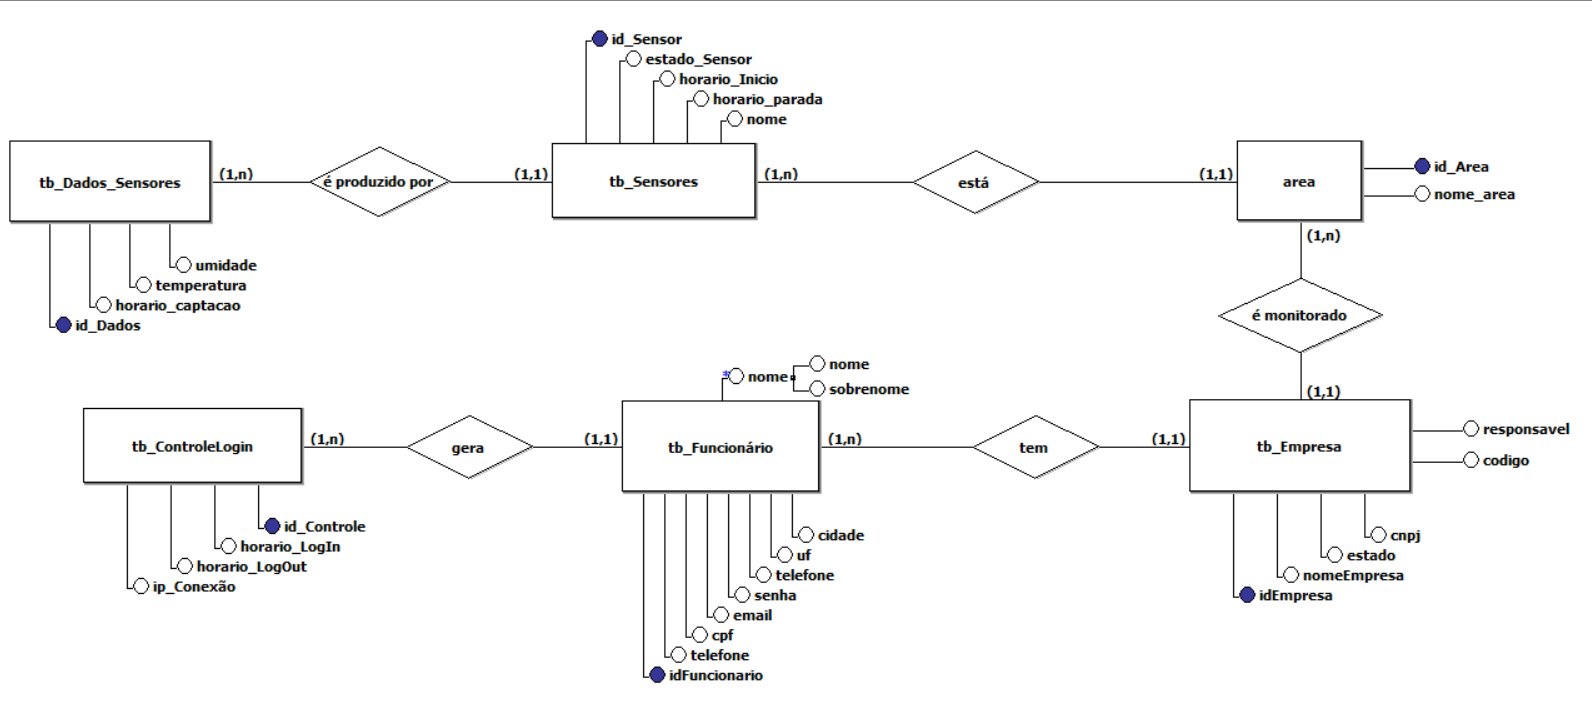 id_Sensor
estado_Sensor
horario_Inicio
horario_parada
nome
tb_Dados_Sensores
(1,n)
é produzido por
(1,1)
tb_Sensores
(1,n)
está
(1,1)
area
id_Area
nome_area
umidade
temperatura
horario_captacao
id_Dados
(1,n)
é monitorado
(1,1)
* nome
nome
sobrenome
tb_ControleLogin
(1,n)
gera
(1,1)
tb_Funcionário
(1,n)
tem
(1,1)
tb_Empresa
responsavel
codigo
id_Controle
horario_LogIn
horario_LogOut
ip_Conexão
cidade
uf
telefone
senha
email
cpf
telefone
idFuncionario
cnpj
estado
nomeEmpresa
idEmpresa